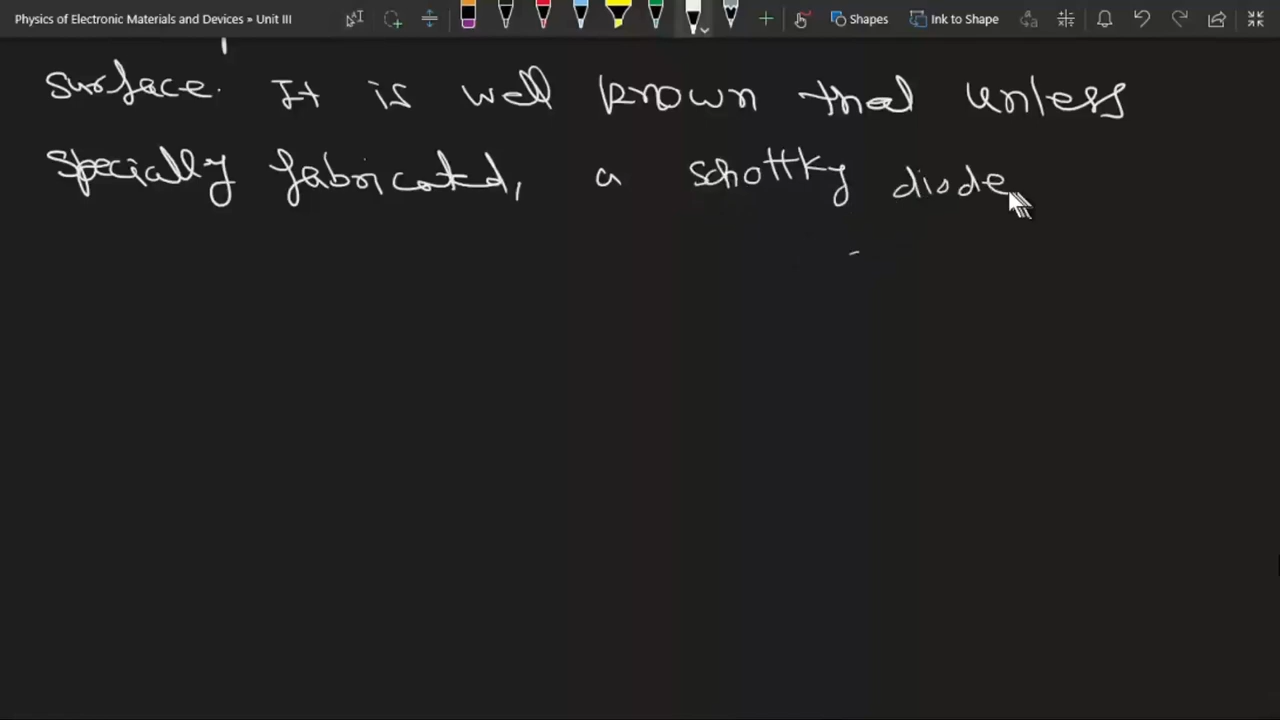 Physics of Electronic Materials and Devices » Unit III
Shapes
Ink to Shape
surface. It is well known that unless
specially fabricated, a schottky diode